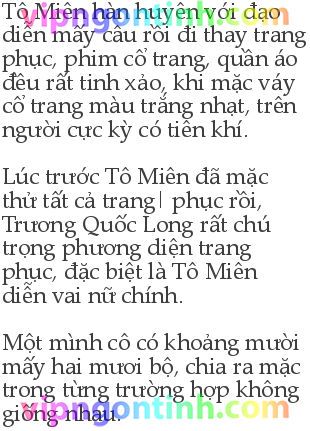 Tô Miên hàn huyên với đạo
diễn mấy câu rồi đi thay trang
phục, phim cổ trang, quần áo
đều rất tinh xảo, khi mặc váy
cổ trang màu trắng nhạt, trên
người cực kỳ có tiên khí.
Lúc trước Tô Miên đã mặc
thử tất cả trang| phục rồi,
Trương Quốc Long rất chú
trọng phương diện trang
phục, đặc biệt là Tô Miên
diễn vai nữ chính.
Một mình cô có khoảng mười
mấy hai mươi bộ, chia ra mặc
trong từng trường hợp không
giống nhau.
vipngontinh.com
vipngontinh.com